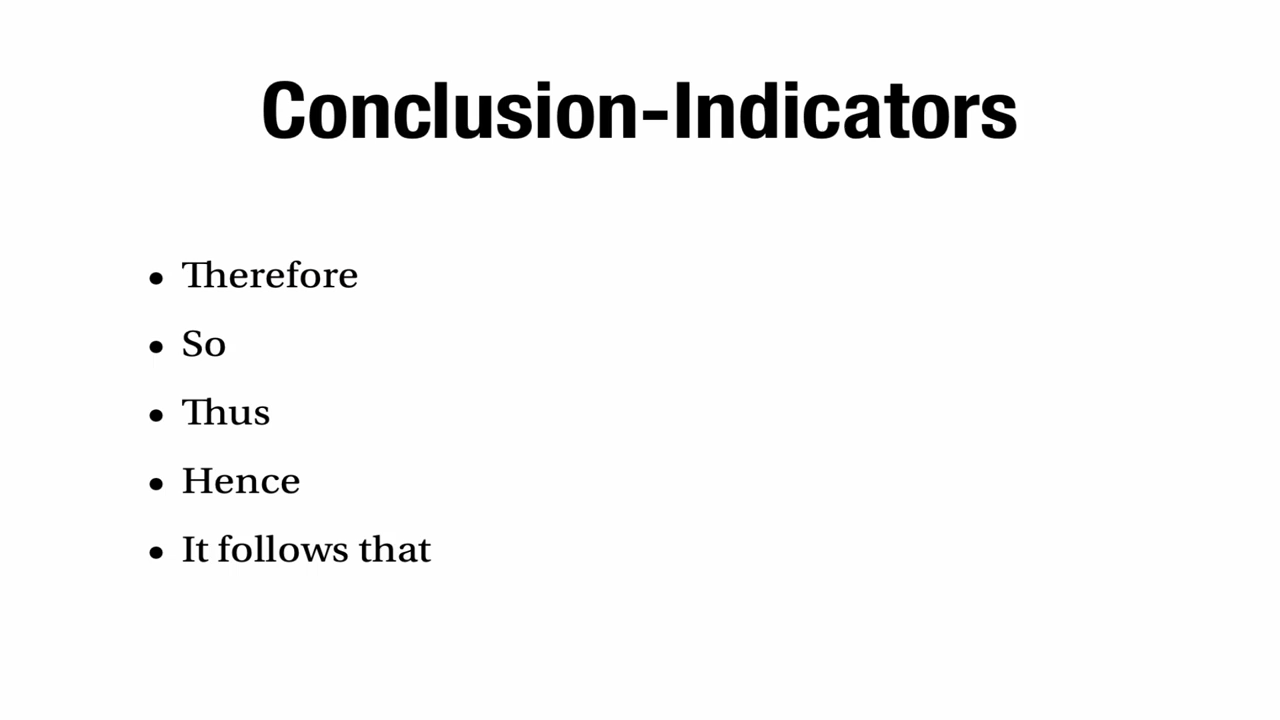 Conclusion-Indicators
• Therefore
• So
• Thus
• Hence
• It follows that